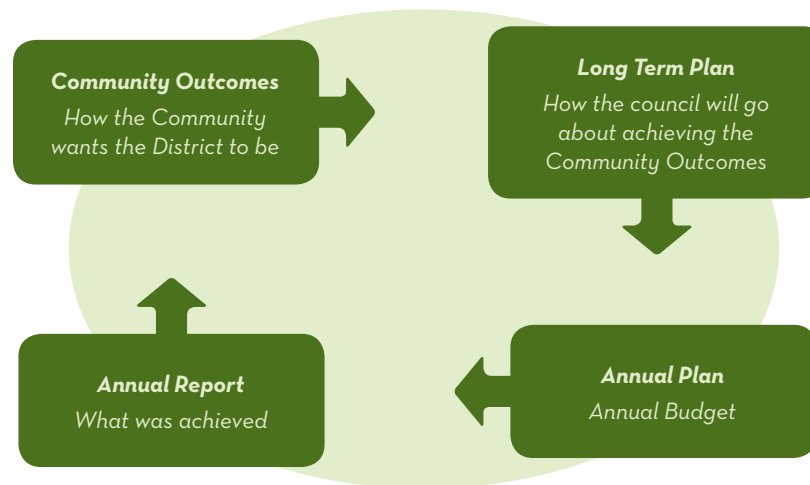 Community Outcomes
How the Community
wants the District to be
Long Term Plan
How the council will go
about achieving the
Community Outcomes
Annual Report
What was achieved
Annual Plan
Annual Budget